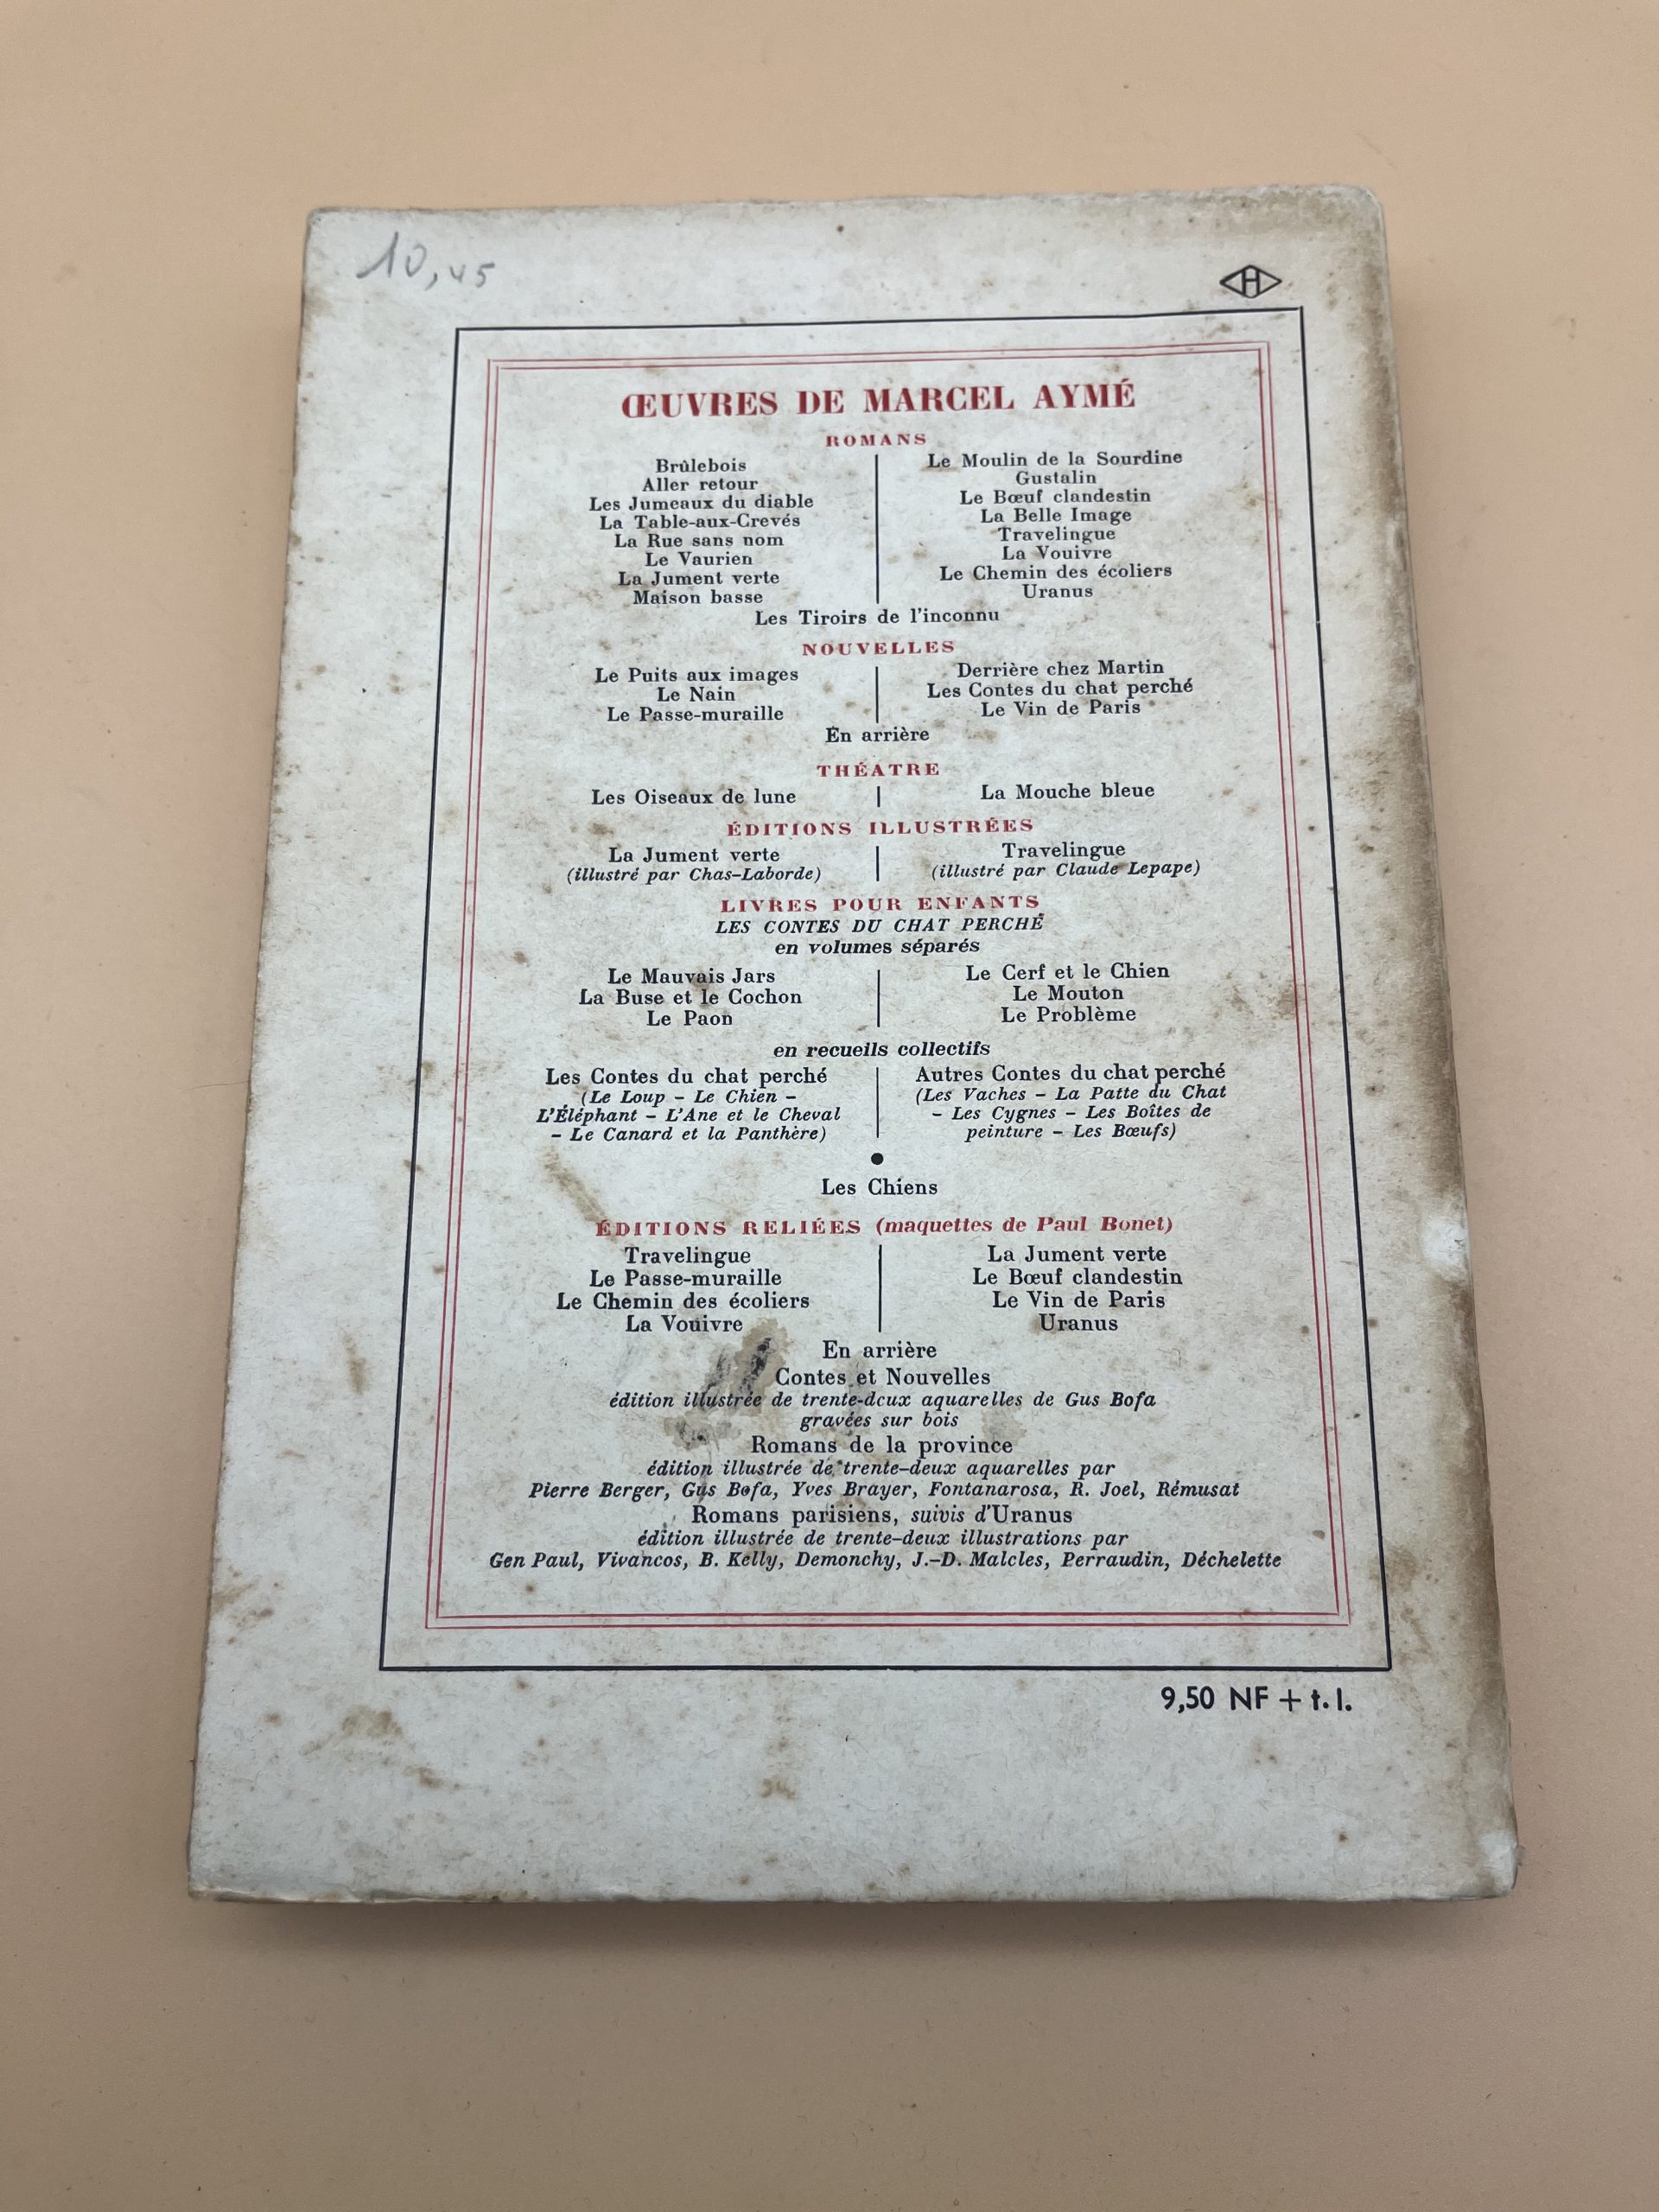 10,45
H
ŒUVRES DE MARCEL AYMÉ
ROMANS
Brûlebois
Aller retour
Les Jumeaux du diable
La Table-aux-Crevés
La Rue sans nom
Le Vaurien
La Jument verte
Maison basse
Le Moulin de la Sourdine
Gustalin
Le Bœuf clandestin
La Belle Image
Travelingue
La Vouivre
Le Chemin des écoliers
Uranus
Les Tiroirs de l'inconnu
NOUVELLES
Le Puits aux images
Le Nain
Le Passe-muraille
Derrière chez Martin
Les Contes du chat perché
Le Vin de Paris
En arrière
THÉATRE
Les Oiseaux de lune
La Mouche bleue
ÉDITIONS ILLUSTRÉES
La Jument verte
(illustré par Chas-Laborde)
Travelingue
(illustré par Claude Lepape)
LIVRES POUR ENFANTS
LES CONTES DU CHAT PERCHÉ
en volumes séparés
Le Mauvais Jars
La Buse et le Cochon
Le Paon
Le Cerf et le Chien
Le Mouton
Le Problème
en recueils collectifs
Les Contes du chat perché
(Le Loup – Le Chien –
L'Éléphant – L'Ane et le Cheval
– Le Canard et la Panthère)
Autres Contes du chat perché
(Les Vaches – La Patte du Chat
– Les Cygnes – Les Boîtes de
peinture – Les Bœufs)
●
Les Chiens
ÉDITIONS RELIÉES (maquettes de Paul Bonet)
Travelingue
Le Passe-muraille
Le Chemin des écoliers
La Vouivre
La Jument verte
Le Bœuf clandestin
Le Vin de Paris
Uranus
En arrière
Contes et Nouvelles
édition illustrée de trente-deux aquarelles de Gus Bofa
gravées sur bois
Romans de la province
édition illustrée de trente-deux aquarelles par
Pierre Berger, Gus Bofa, Yves Brayer, Fontanarosa, R. Joel, Rémusat
Romans parisiens, suivis d'Uranus
édition illustrée de trente-deux illustrations par
Gen Paul, Vivancos, B. Kelly, Demonchy, J.-D. Malcles, Perraudin, Déchelette
9,50 NF + t. l.